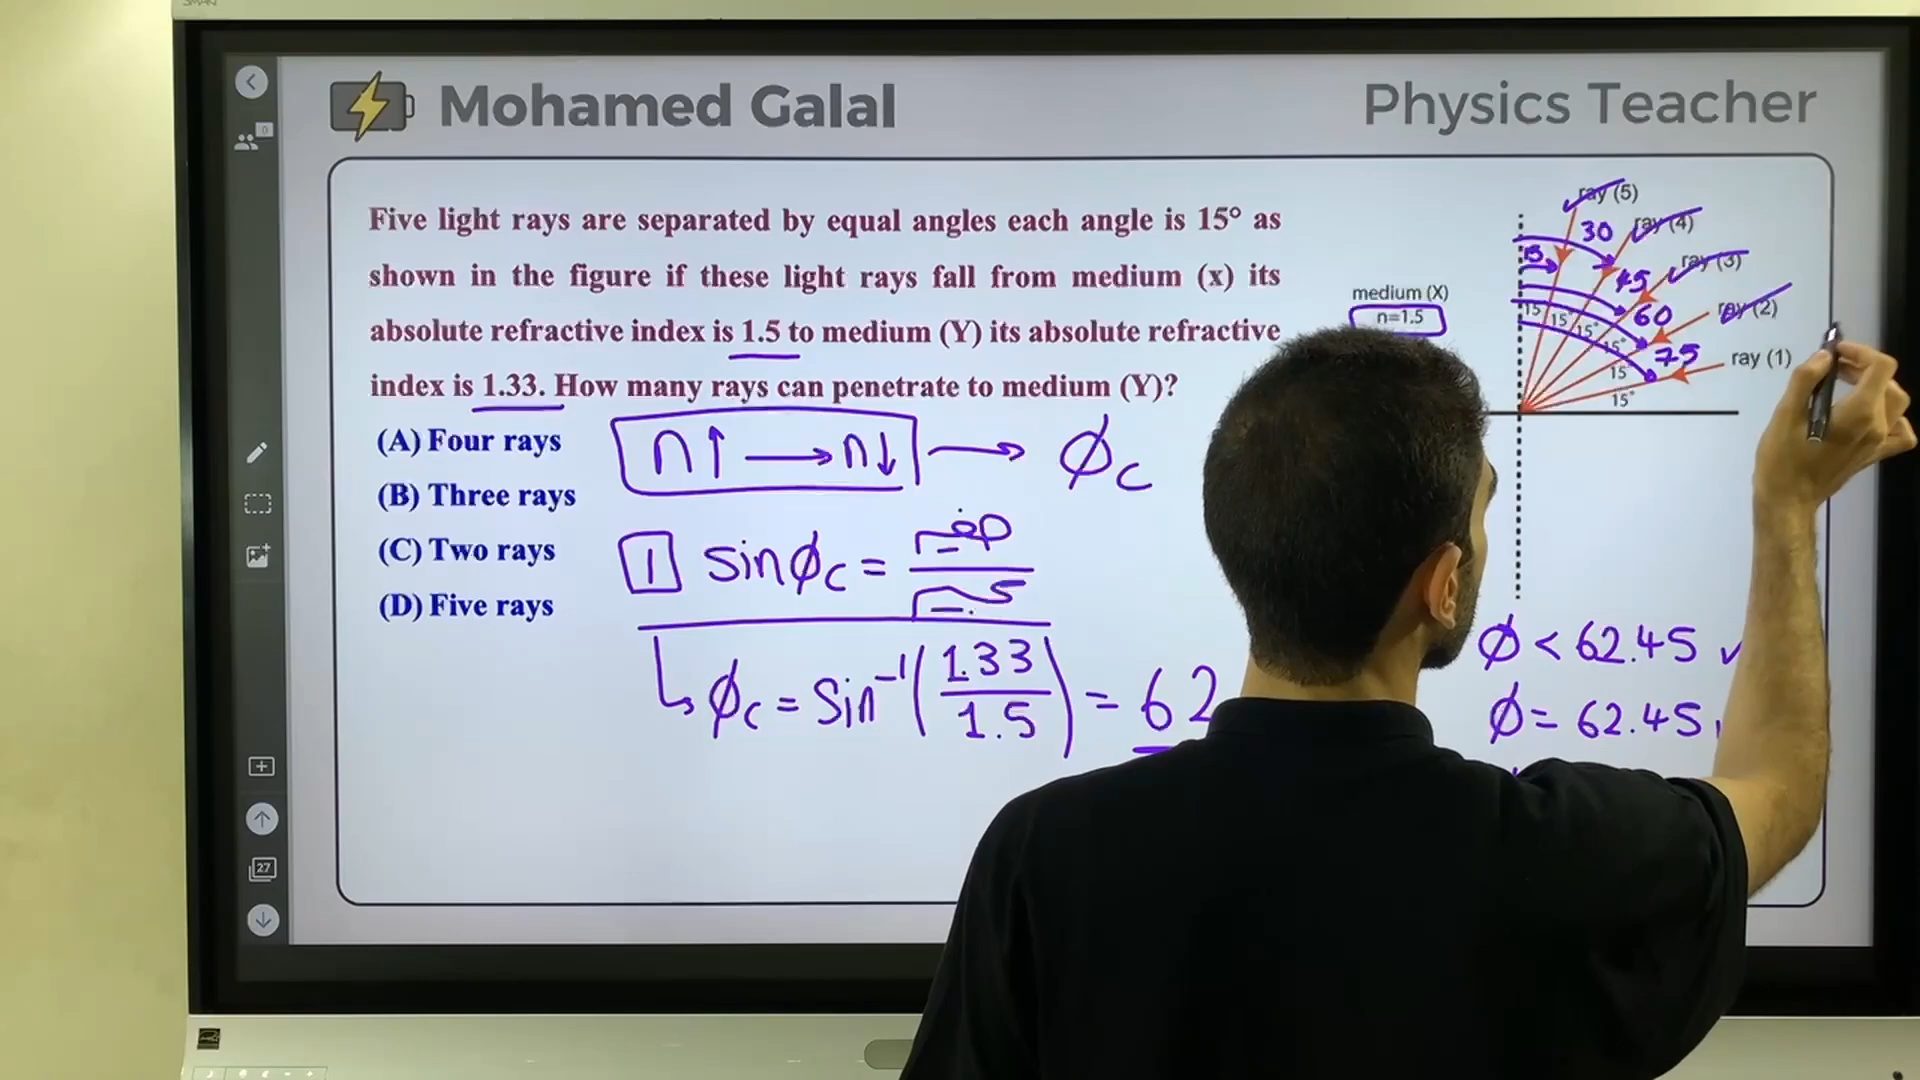 Mohamed Galal
Physics Teacher
Five light rays are separated by equal angles each angle is 15° as
shown in the figure if these light rays fall from medium (x) its
absolute refractive index is 1.5 to medium (Y) its absolute refractive
index is 1.33. How many rays can penetrate to medium (Y)?
(A) Four rays
(B) Three rays
(C) Two rays
(D) Five rays
n↑ → n↓ → ϕc
1 sinϕc =
ϕc = sin⁻¹(1.33/1.5) = 62
medium (X)
n=1.5
ray (5)
ray (4)
ray (3)
ray (2)
ray (1)
15
30
45
60
75
15
15
15°
15°
15°
15°
ϕ < 62.45 ✓
ϕ = 62.45
0
27